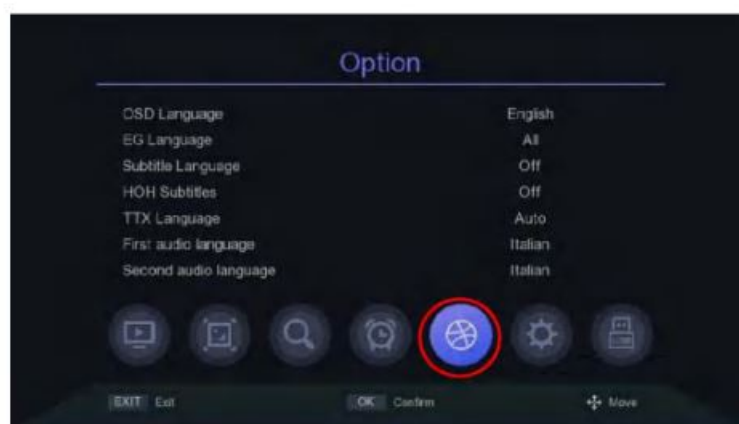 Option
OSD Language English
EG Language All
Subtitle Language Off
HOH Subtitles Off
TTX Language Auto
First audio language Italian
Second audio language Italian
EXIT Exit OK Confirm Move